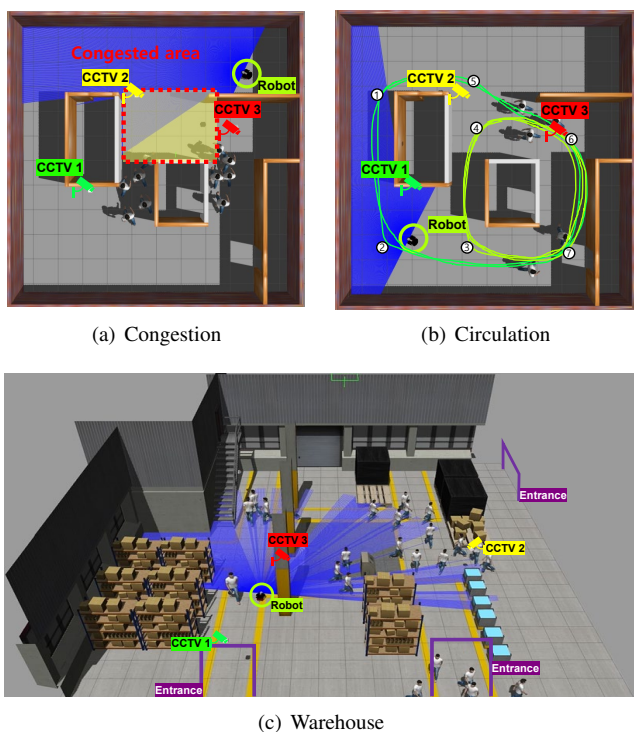 Congested area
CCTV 2
Robot
CCTV 3
CCTV 1
(a) Congestion
CCTV 2
5
1
CCTV 3
4
6
CCTV 1
Robot
2
3
7
(b) Circulation
Entrance
CCTV 3
CCTV 2
Robot
CCTV 1
Entrance
Entrance
(c) Warehouse